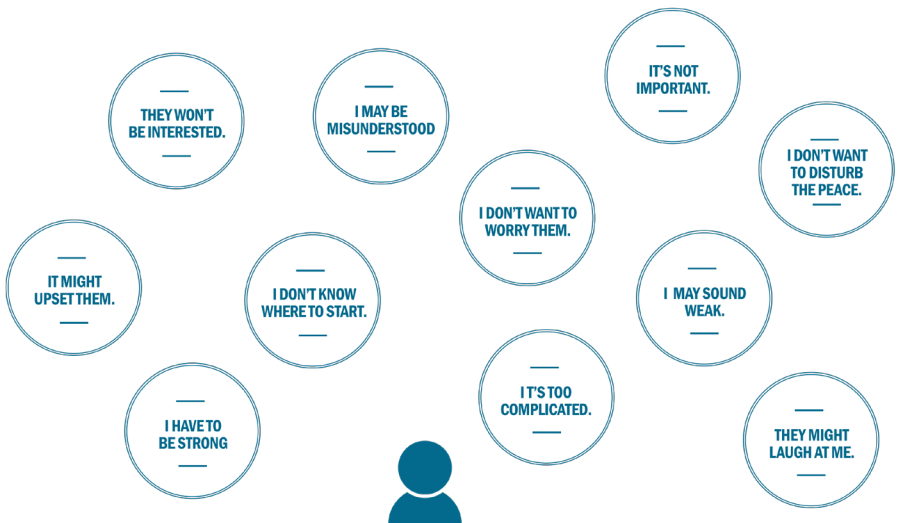 IT'S NOT
IMPORTANT.
THEY WON'T
BE INTERESTED.
I MAY BE
MISUNDERSTOOD
I DON'T WANT
TO DISTURB
THE PEACE.
I DON'T WANT TO
WORRY THEM.
IT MIGHT
UPSET THEM.
I DON'T KNOW
WHERE TO START.
I MAY SOUND
WEAK.
I HAVE TO
BE STRONG
I T'S TOO
COMPLICATED.
THEY MIGHT
LAUGH AT ME.